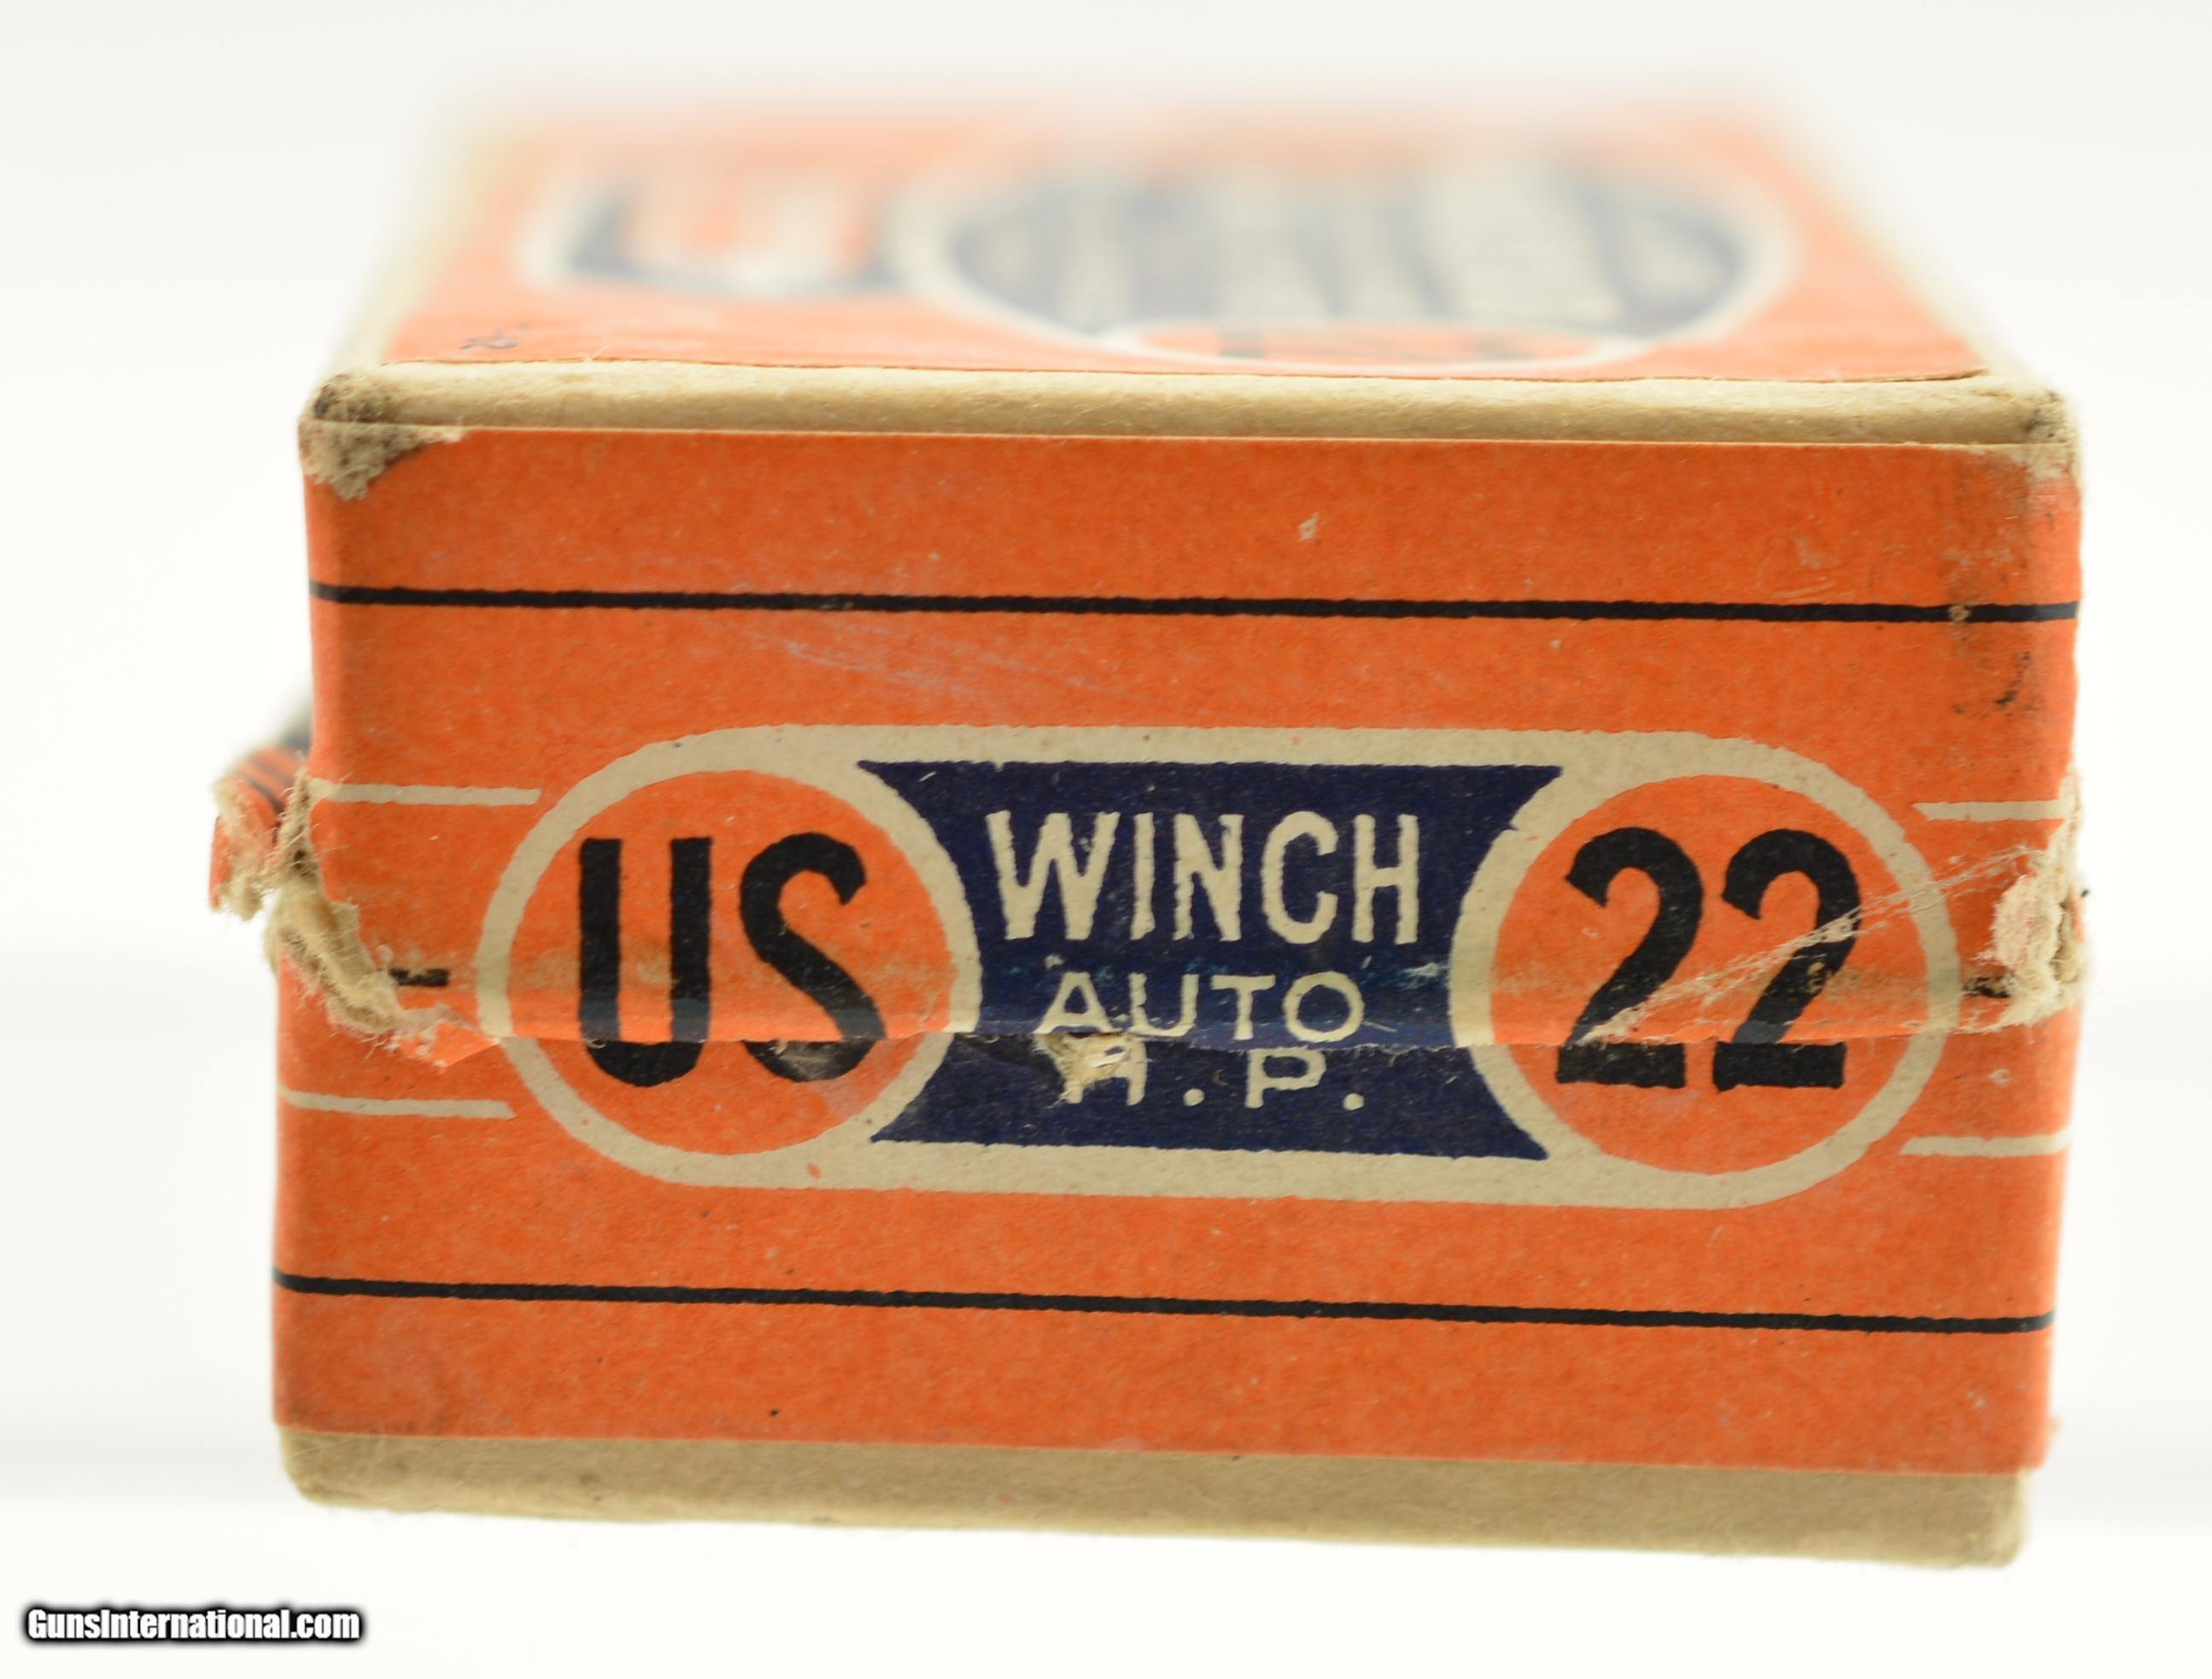 US WINCH 22
AUTO
H.P.
GunsInternational.com